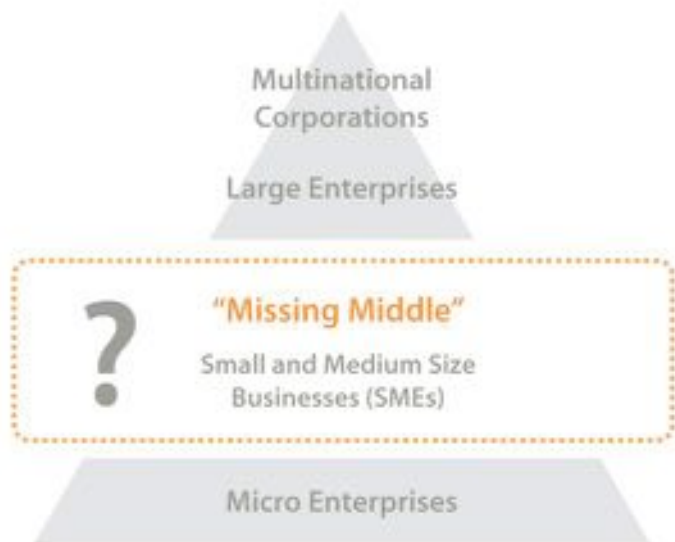 Multinational
Corporations
Large Enterprises
?
“Missing Middle”
Small and Medium Size
Businesses (SMEs)
Micro Enterprises